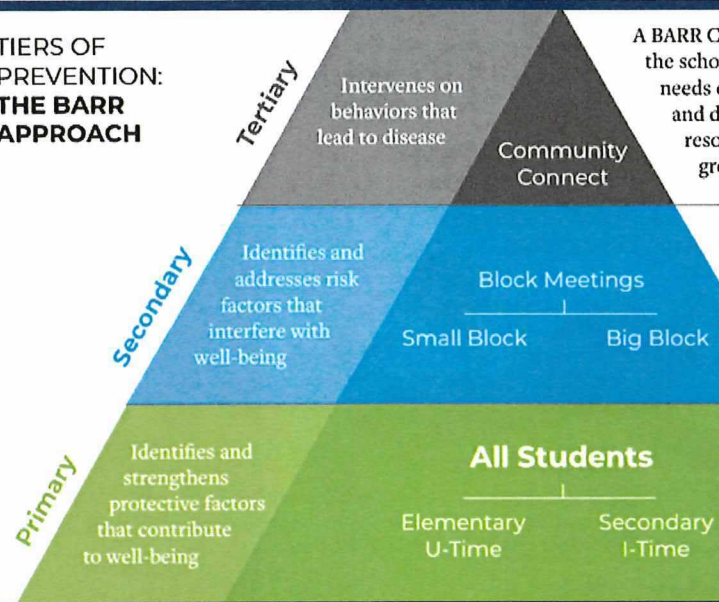 TIERS OF
PREVENTION:
THE BARR
APPROACH
Tertiary
Intervenes on
behaviors that
lead to disease
Community
Connect
A BARR C
the scho
needs
and d
reso
gr
Secondary
Identifies and
addresses risk
factors that
interfere with
well-being
Block Meetings
Small Block
Big Block
Primary
Identifies and
strengthens
protective factors
that contribute
to well-being
All Students
Elementary
U-Time
Secondary
I-Time